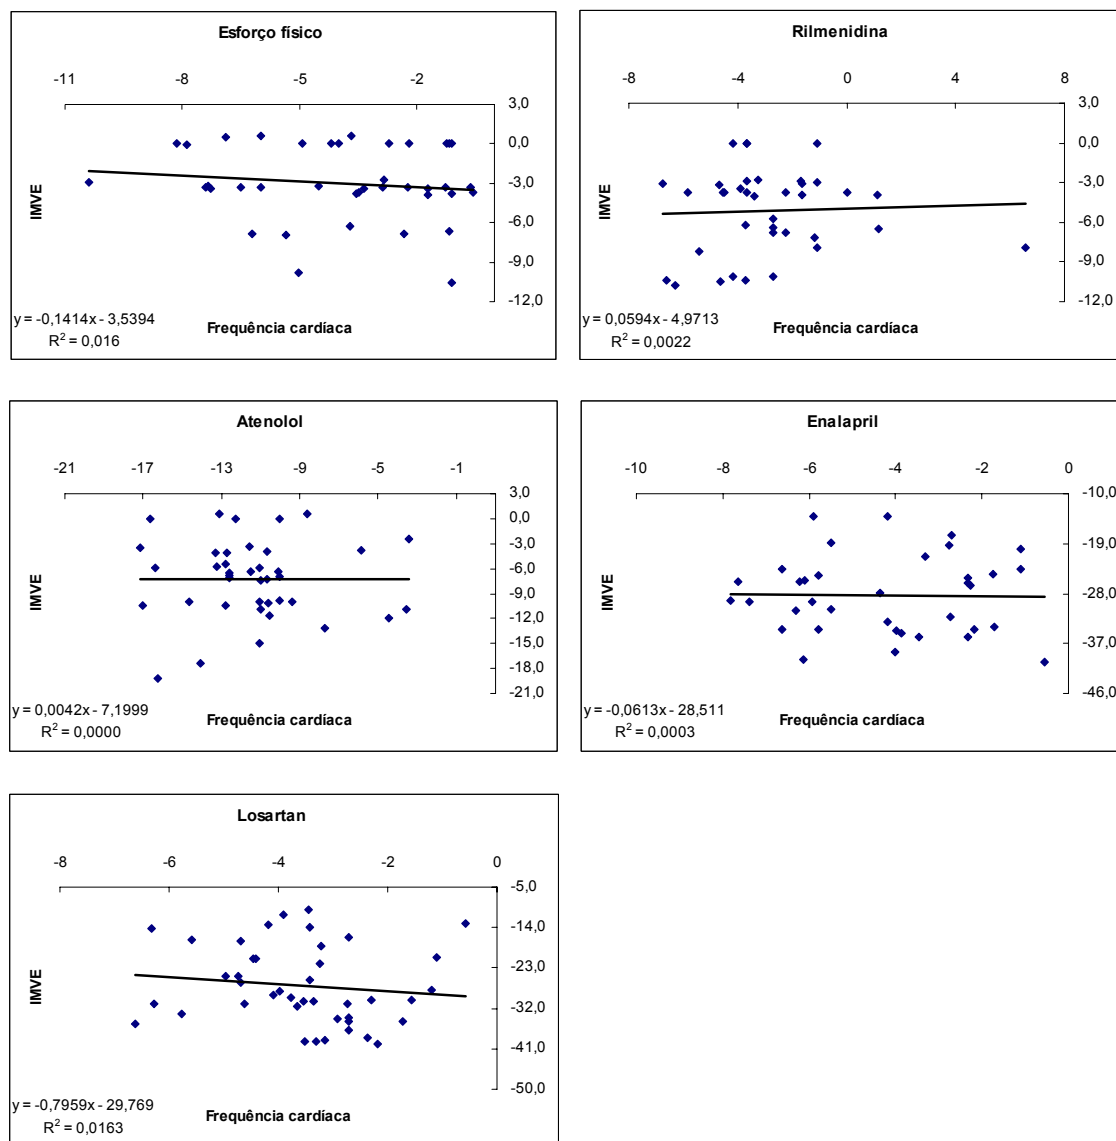 Esforço físico
-11 -8 -5 -2
3,0
0,0
-3,0
-6,0
-9,0
-12,0
IMVE
Frequência cardíaca
y = -0,1414x - 3,5394
R² = 0,016
Rilmenidina
-8 -4 0 4 8
3,0
0,0
-3,0
-6,0
-9,0
-12,0
IMVE
Frequência cardíaca
y = 0,0594x - 4,9713
R² = 0,0022
Atenolol
-21 -17 -13 -9 -5 -1
3,0
0,0
-3,0
-6,0
-9,0
-12,0
-15,0
-18,0
-21,0
IMVE
Frequência cardíaca
y = 0,0042x - 7,1999
R² = 0,0000
Enalapril
-10 -8 -6 -4 -2 0
-10,0
-19,0
-28,0
-37,0
-46,0
IMVE
Frequência cardíaca
y = -0,0613x - 28,511
R² = 0,0003
Losartan
-8 -6 -4 -2 0
-5,0
-14,0
-23,0
-32,0
-41,0
-50,0
IMVE
Frequência cardíaca
y = -0,7959x - 29,769
R² = 0,0163